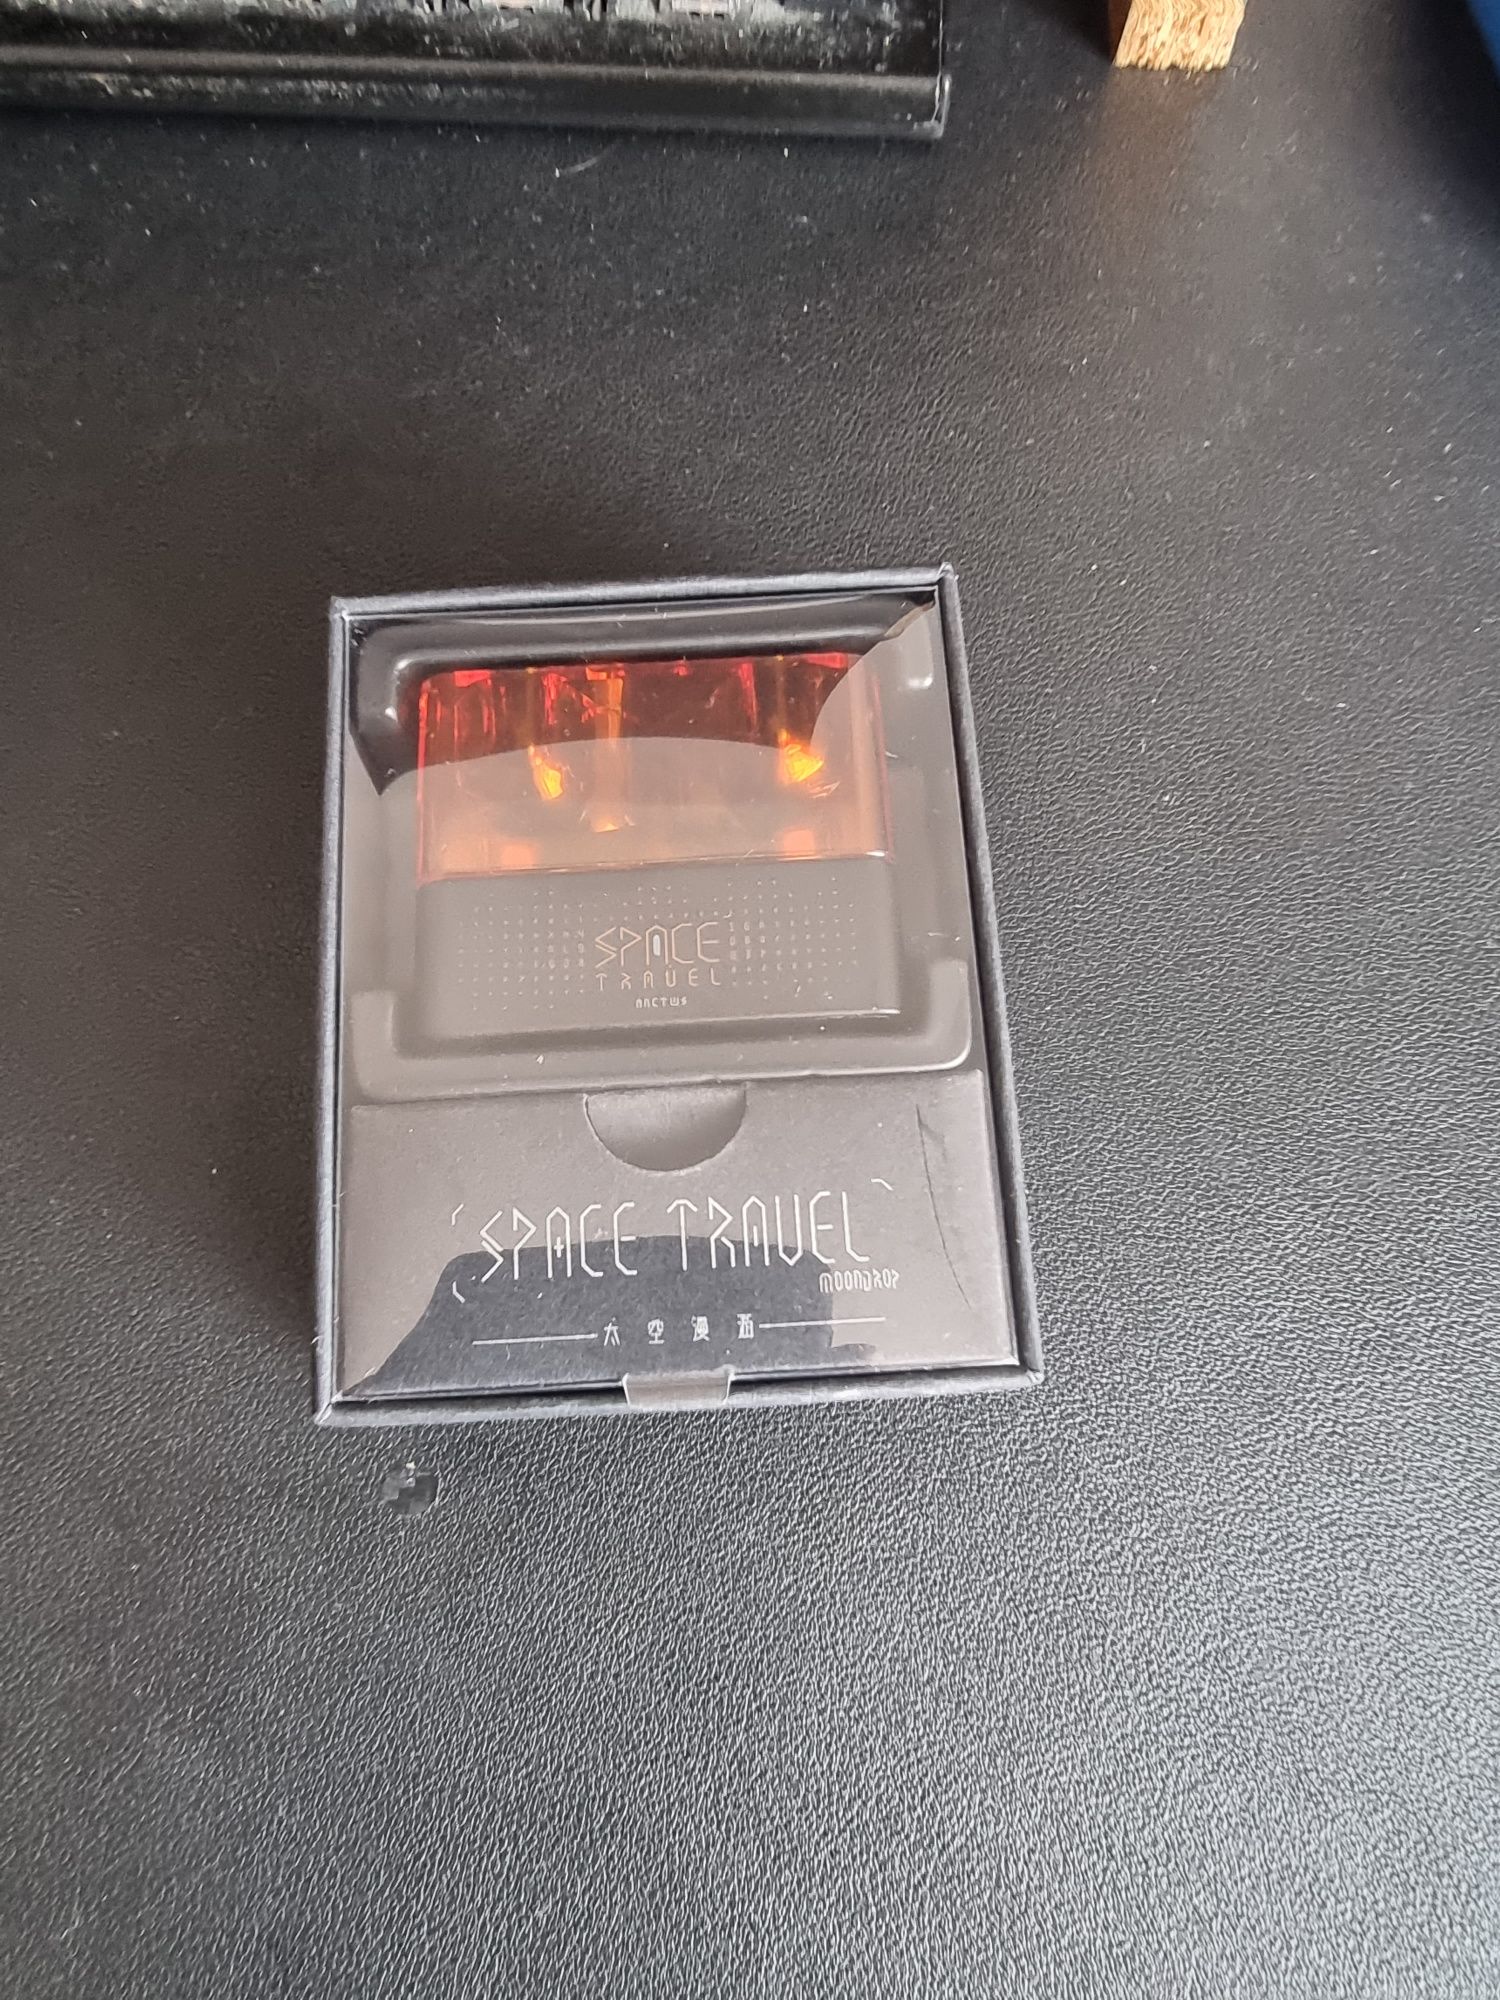 SPACE
TRAVEL
ANCTWS
SPACE TRAVEL
MOONDROP
太空漫游